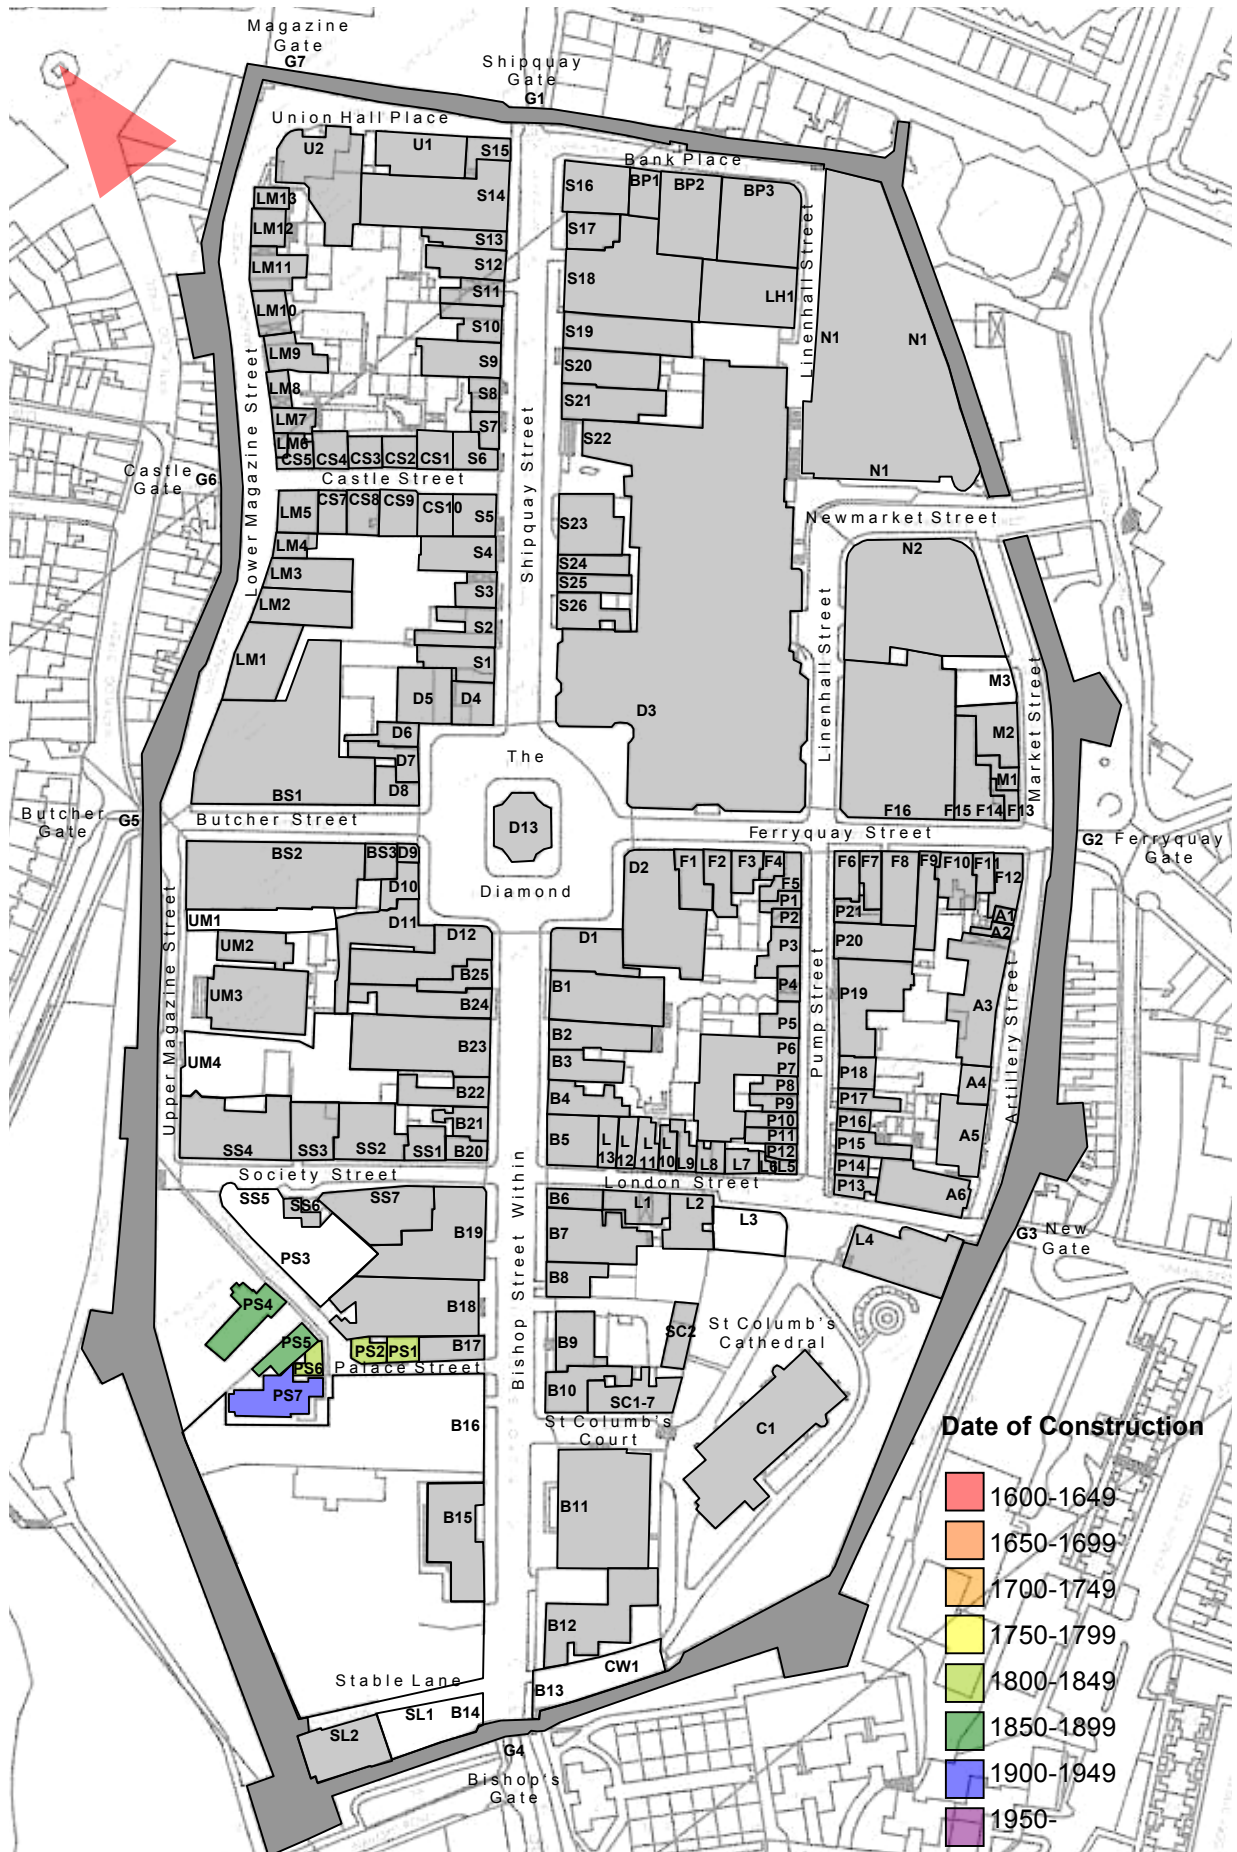 Magazine
Gate
G7
Shipquay
Gate
G1
Union Hall Place
U2
U1
S15
S14
Bank Place
S16
BP1
BP2
BP3
LM13
LM12
S13
S17
LM11
S12
S18
S11
LH1
LM10
S10
S19
N1
N1
LM9
S9
S20
LM8
S8
S21
LM7
S7
S22
LM6
CS5
CS4
CS3
CS2
CS1
S6
Lower Magazine Street
Shipquay Street
Linenhall Street
Castle
Gate
G6
Castle Street
N1
LM5
CS7
CS8
CS9
CS10
S5
S23
Newmarket Street
LM4
S4
N2
LM3
S24
LM2
S3
S25
S26
S2
LM1
S1
D5
D4
M3
Linenhall Street
Market Street
D3
D6
M2
The
D7
M1
D8
BS1
F16
F15
F14
F13
Butcher
Gate
G5
Butcher Street
D13
Ferryquay Street
G2
Ferryquay
Gate
BS2
BS3
D9
D2
F1
F2
F3
F4
F5
F6
F7
F8
F9
F10
F11
F12
Diamond
D10
P1
UM1
D11
P2
P21
A1
A2
D12
D1
UM2
P3
P20
B25
UM3
B1
P4
P19
A3
B24
P5
Upper Magazine Street
Pump Street
Artillery Street
B2
P6
UM4
B23
B3
P7
P18
A4
B22
P8
B4
P9
P17
B21
P10
P16
SS4
SS3
SS2
SS1
B20
B5
L
13
L
12
L
11
L
10
L9
L8
L7
L6
L5
P11
P12
P15
A5
P14
Society Street
London Street
P13
A6
SS5
SS6
SS7
B6
L1
L2
L3
B19
B7
L4
G3
New
Gate
PS3
B8
Bishop Street Within
PS4
B18
PS5
B9
SC2
St Columb's
Cathedral
PS2
PS1
B17
PS6
Palace Street
PS7
B10
SC1-7
B16
St Columb's
Court
C1
Date of Construction
1600-1649
B15
B11
1650-1699
1700-1749
B12
1750-1799
CW1
Stable Lane
B13
1800-1849
SL1
B14
SL2
1850-1899
G4
Bishop's
Gate
1900-1949
1950-